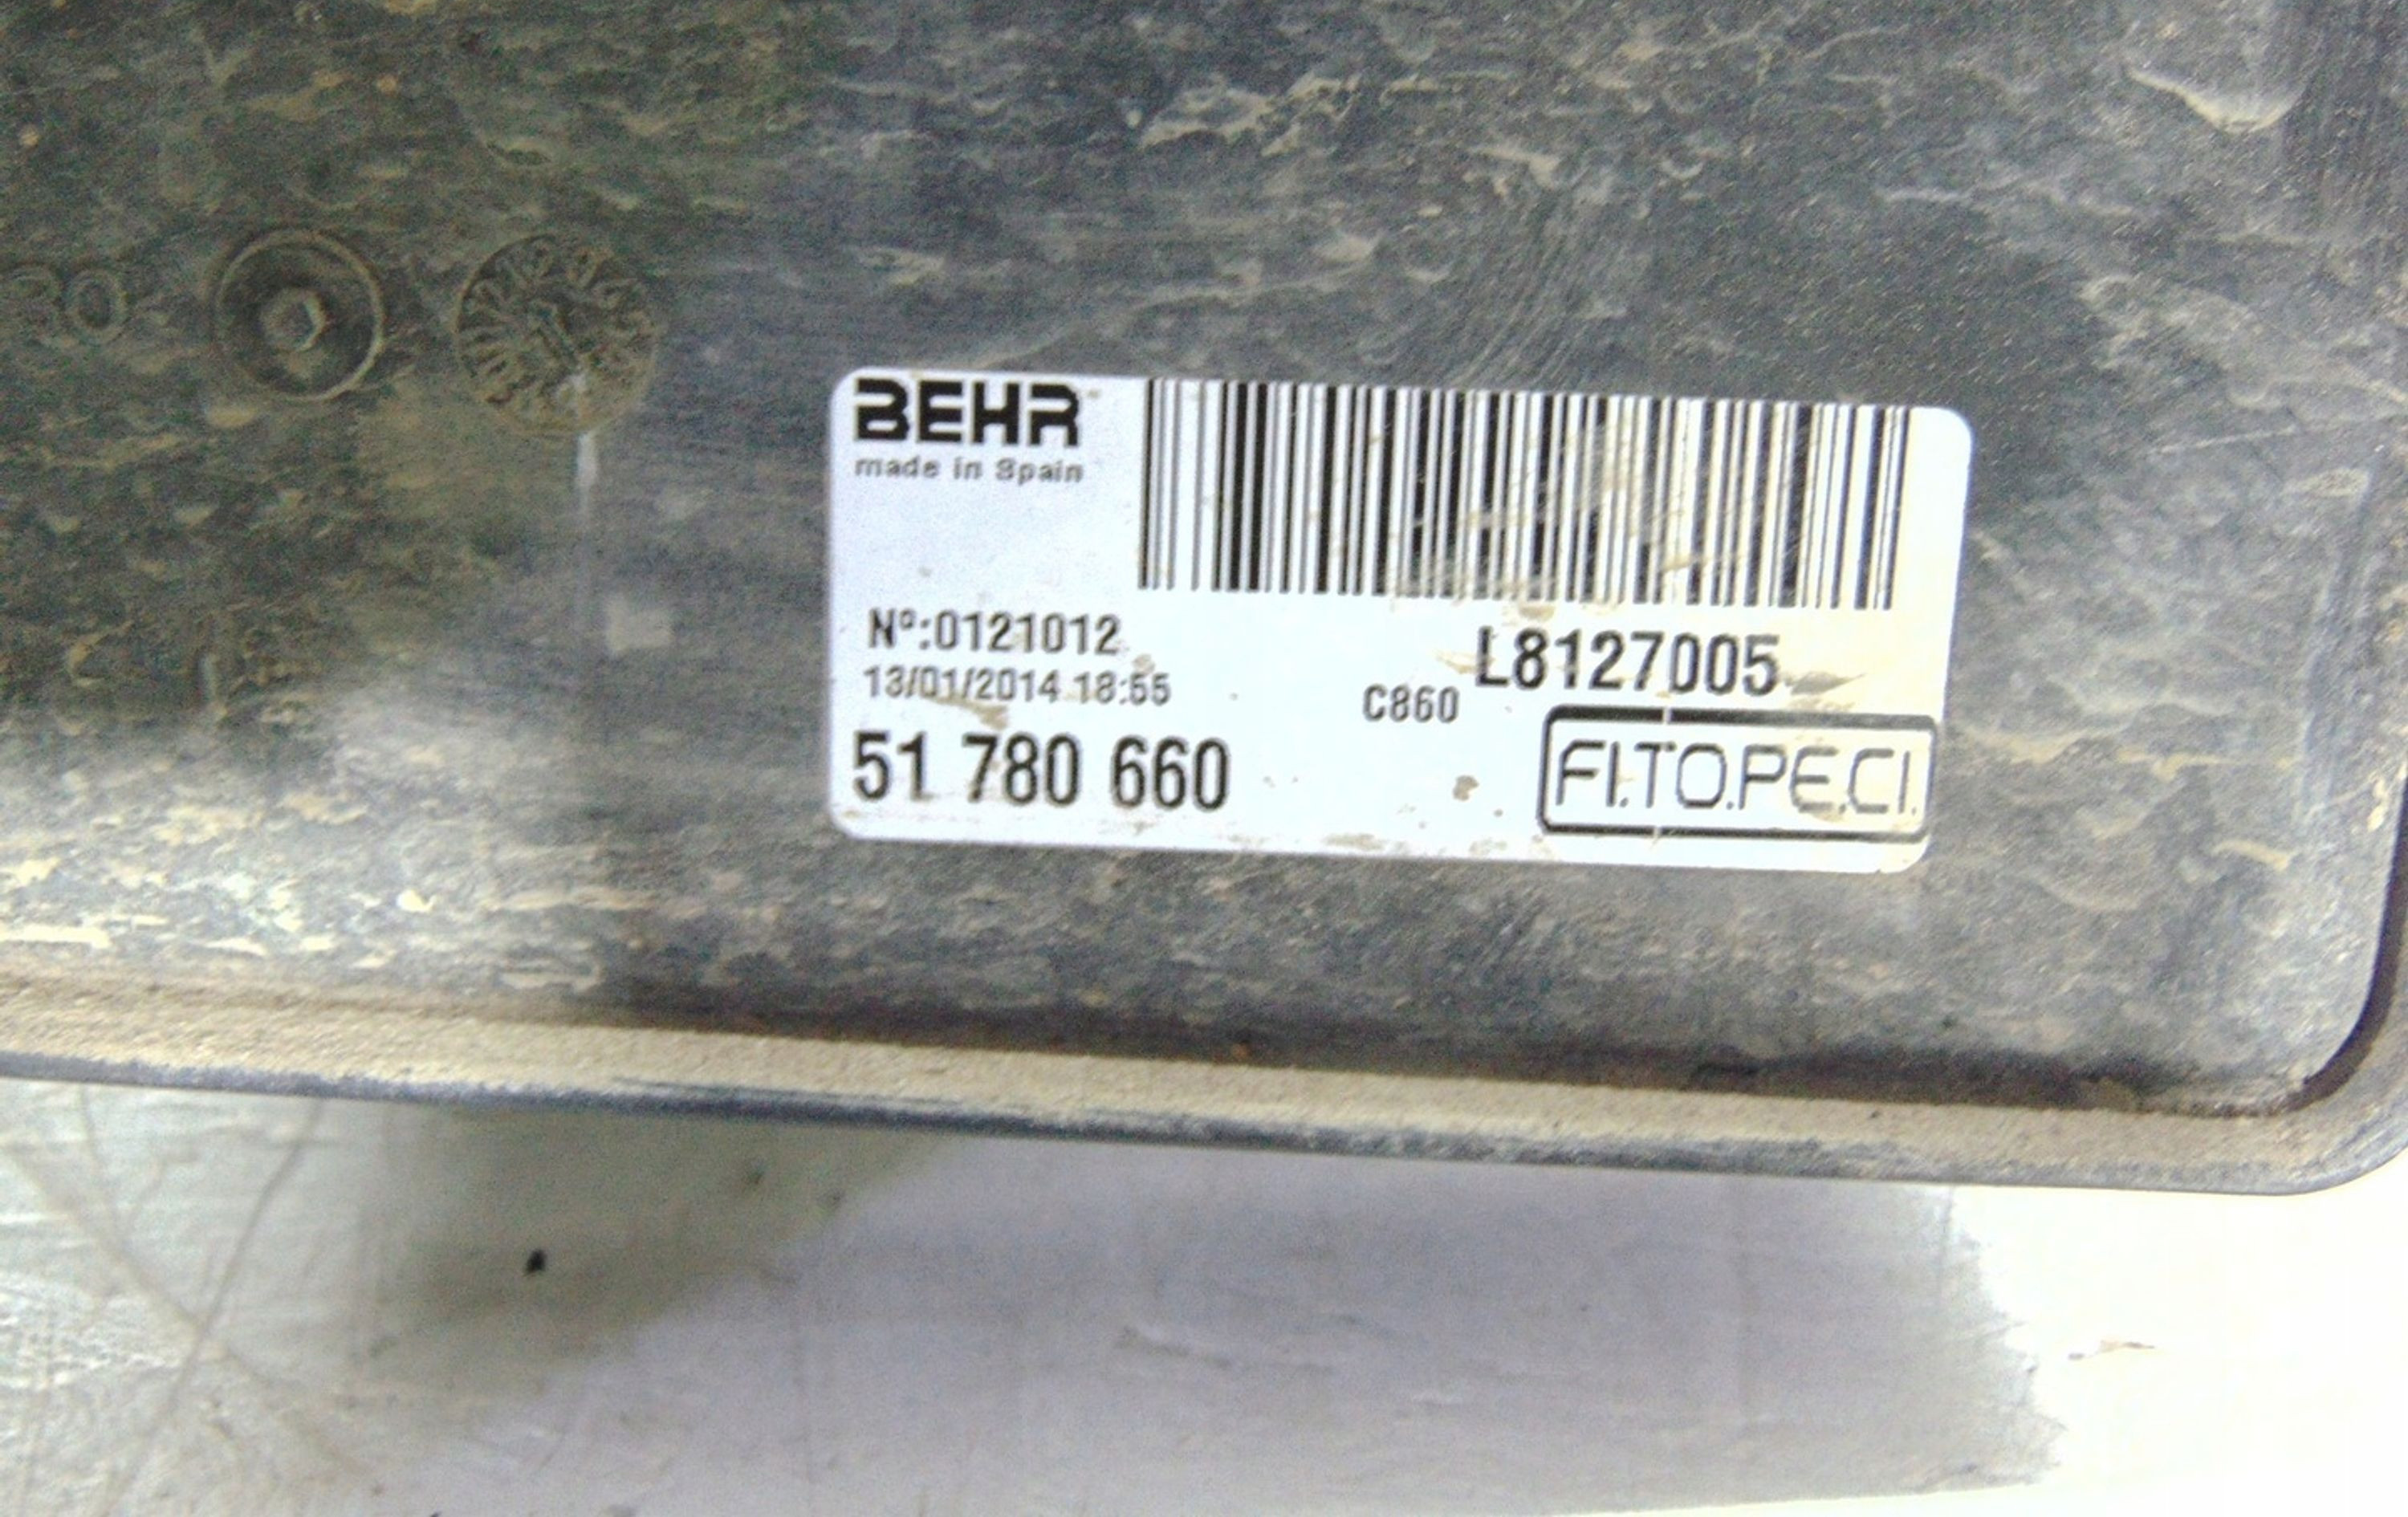 BEHR
made in Spain
Nº:0121012
L8127005
13/01/2014 18:55
C860
51 780 660
FI.TO.PE.CI.